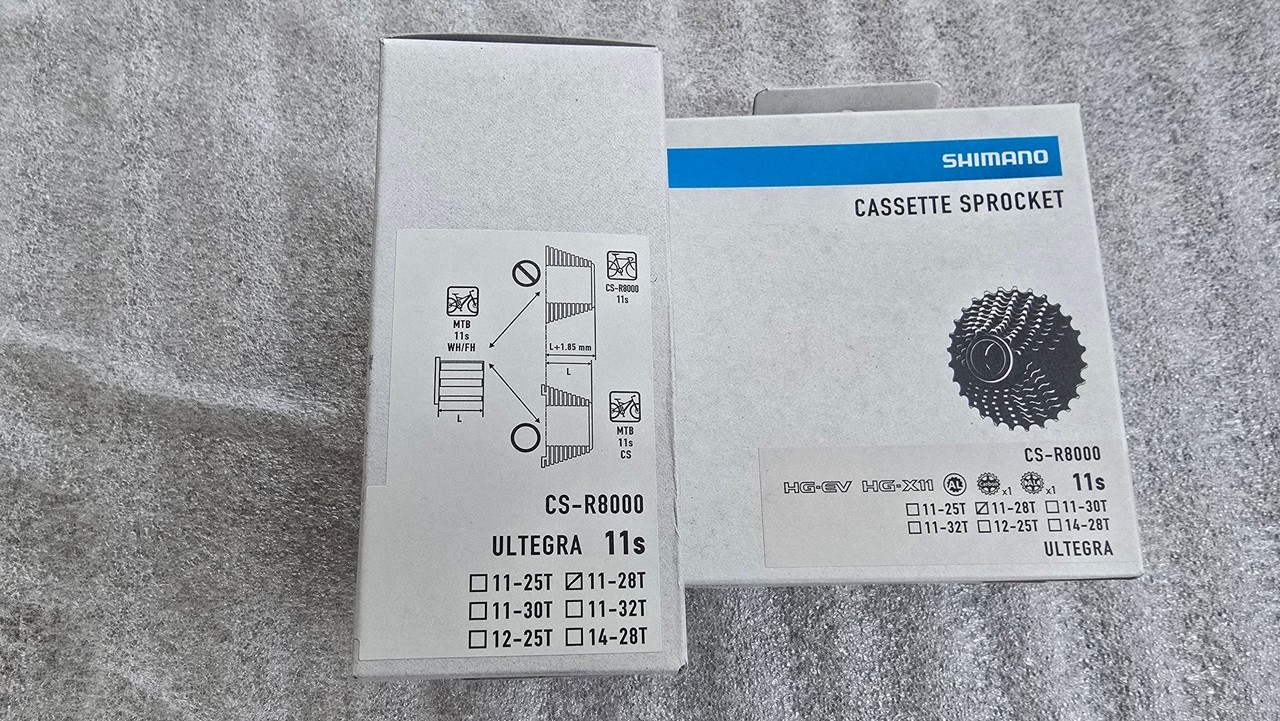 CS-R8000
11s
MTB
11s
WH/FH
L+1.85 mm
L
L
MTB
11s
CS
CS-R8000
ULTEGRA 11s
11-25T 11-28T
11-30T 11-32T
12-25T 14-28T
SHIMANO
CASSETTE SPROCKET
CS-R8000
HG-EV HG-X11 x1 x1 11s
11-25T 11-28T 11-30T
11-32T 12-25T 14-28T
ULTEGRA